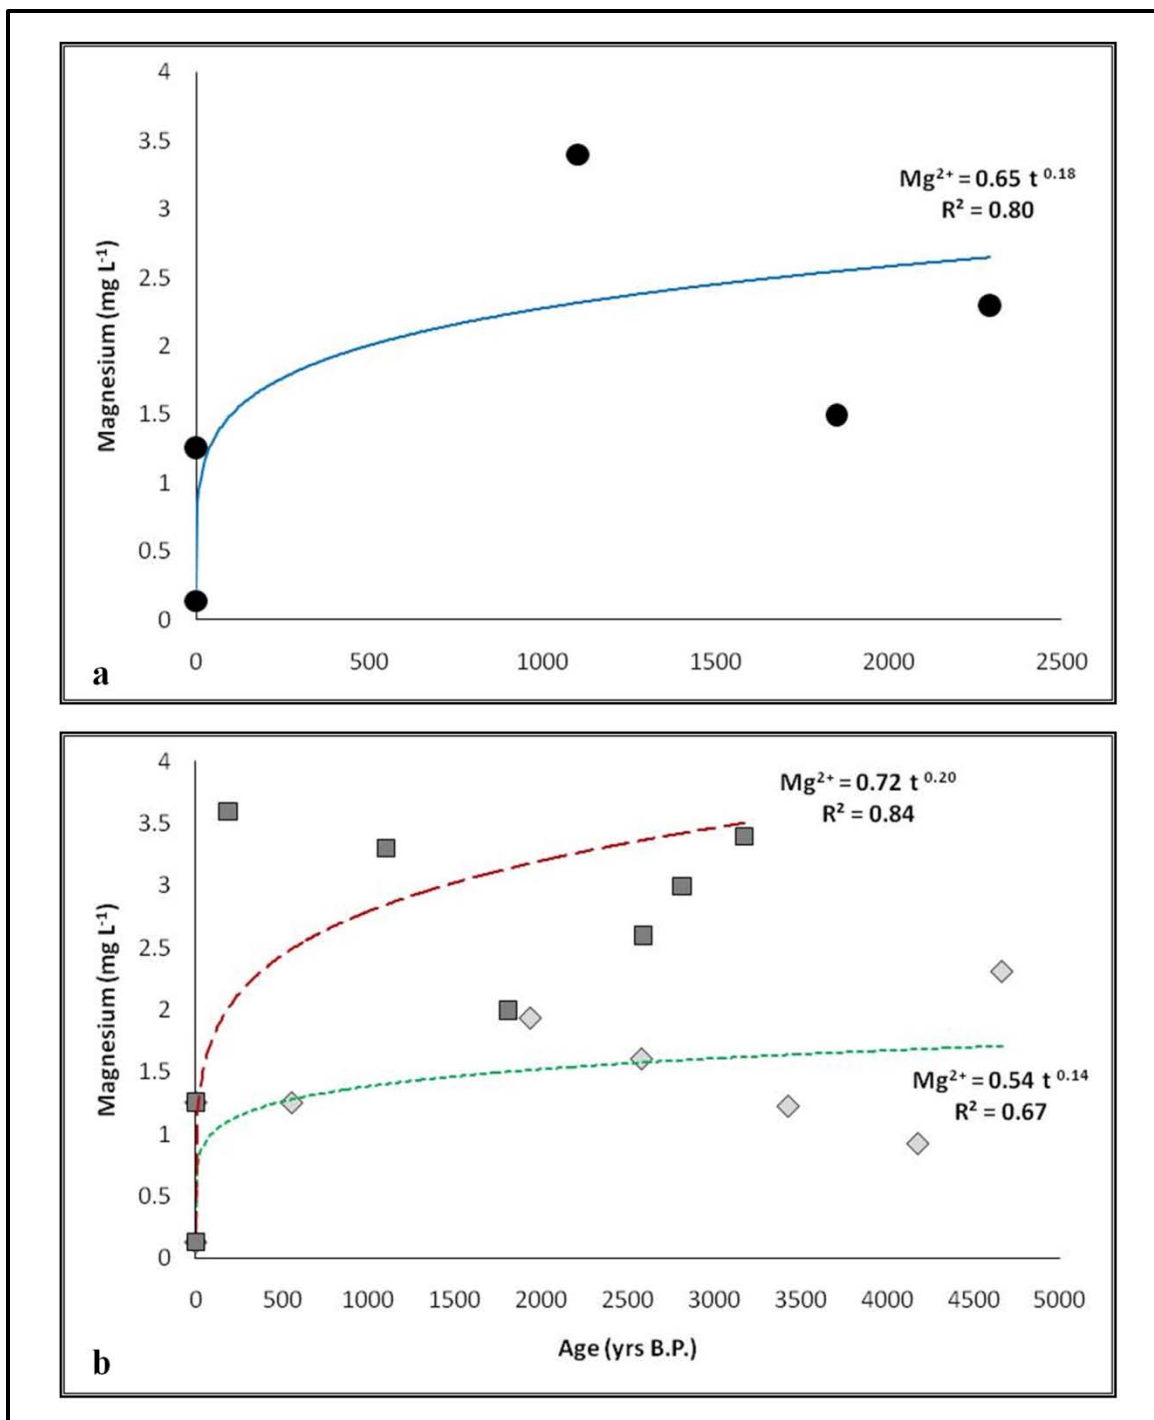 4
3.5
3
2.5
2
1.5
1
0.5
0
Magnesium (mg L⁻¹)
Mg²⁺ = 0.65 t ⁰·¹⁸
R² = 0.80
0 500 1000 1500 2000 2500
a
4
3.5
3
2.5
2
1.5
1
0.5
0
Magnesium (mg L⁻¹)
Mg²⁺ = 0.72 t ⁰·²⁰
R² = 0.84
Mg²⁺ = 0.54 t ⁰·¹⁴
R² = 0.67
0 500 1000 1500 2000 2500 3000 3500 4000 4500 5000
Age (yrs B.P.)
b